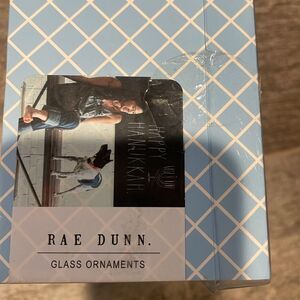 HAPPY
HANUKKAH
RAE DUNN.
GLASS ORNAMENTS